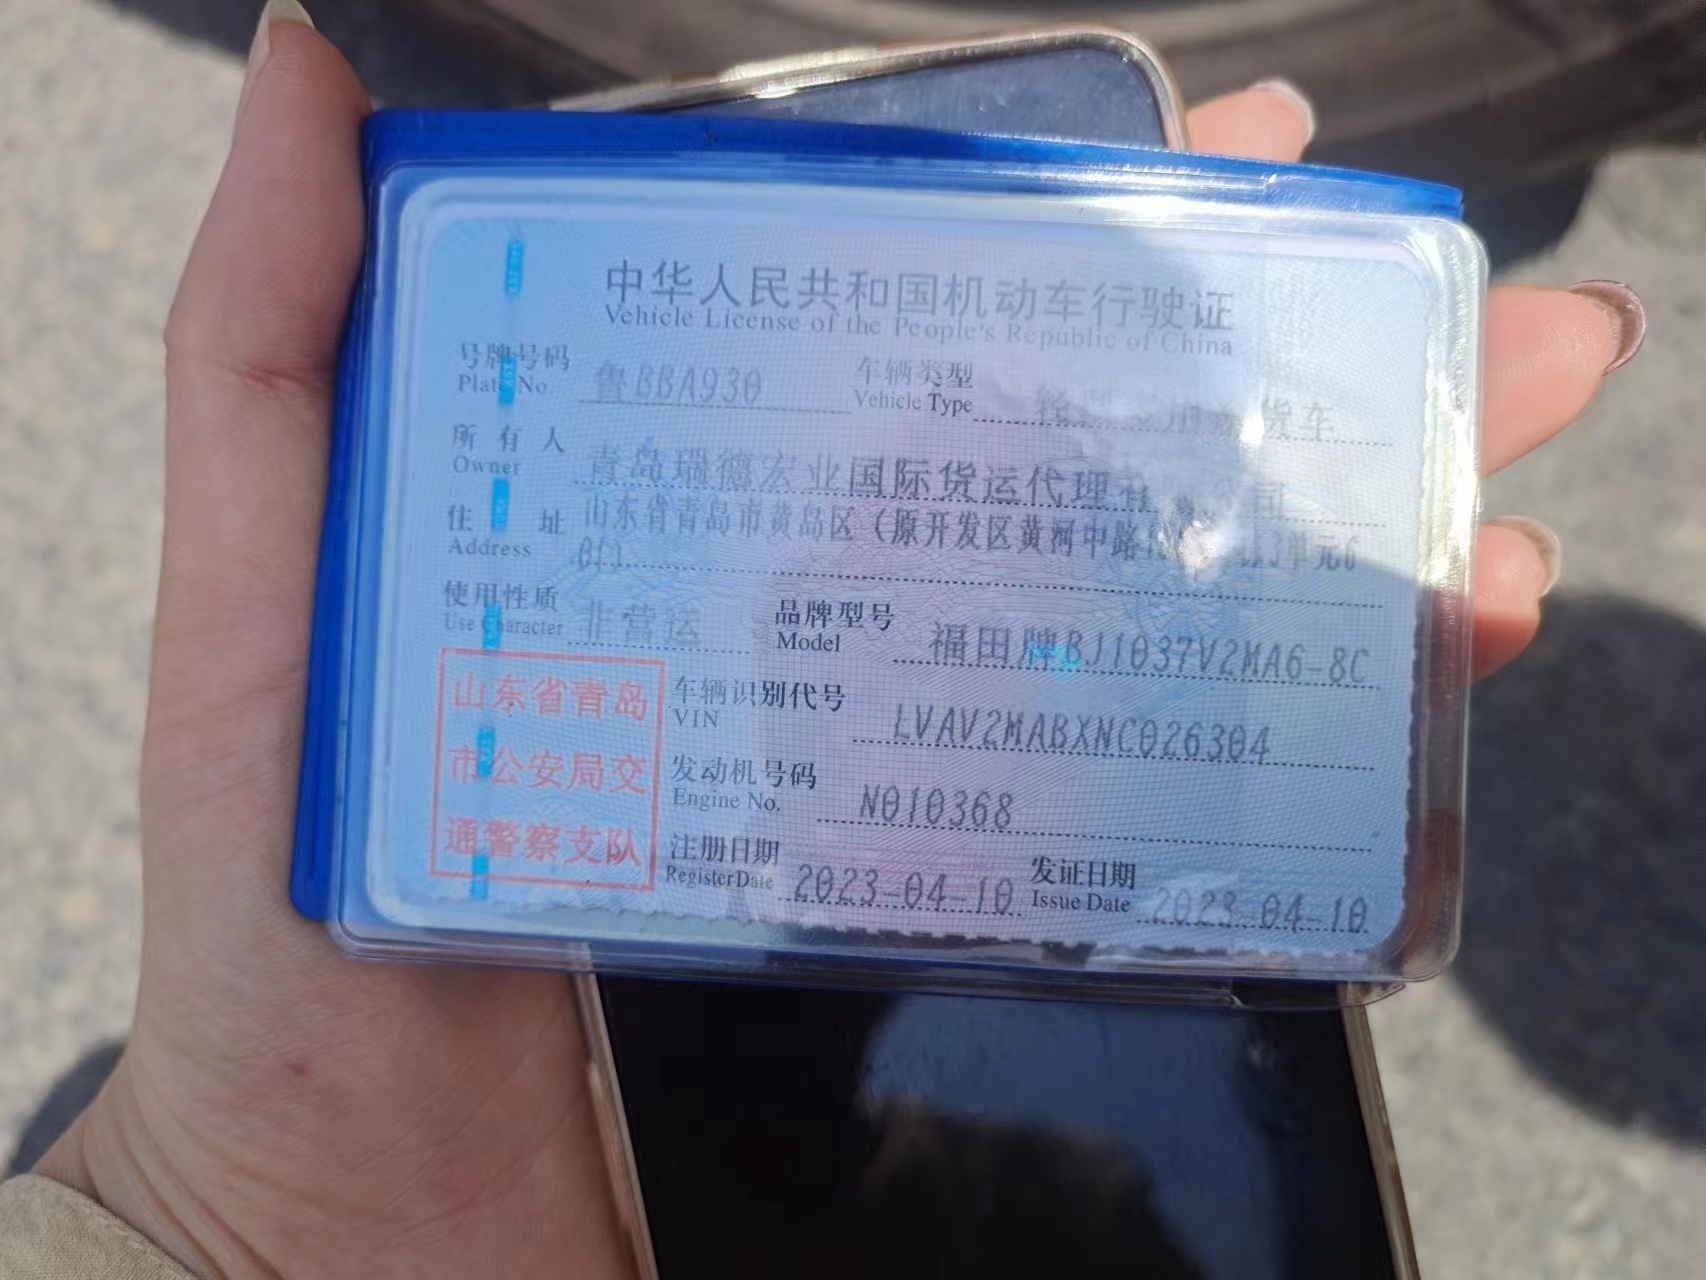 中华人民共和国机动车行驶证
Vehicle License of the People's Republic of China
号牌号码 鲁BBA930 车辆类型 货车
Plate No. Vehicle Type
所有人 青岛瑞德宏业国际货运代理有 公司
Owner
住址 山东省青岛市黄岛区（原开发区黄河中路 3单元6
Address
使用性质 非营运 品牌型号 福田牌BJ1037V2MA6-8C
Use Character Model
山东省青岛
市公安局交
通警察支队
车辆识别代号 LVAV2MABXNC026304
VIN
发动机号码 N010368
Engine No.
注册日期 2023-04-10 发证日期 2023-04-10
Register Date Issue Date